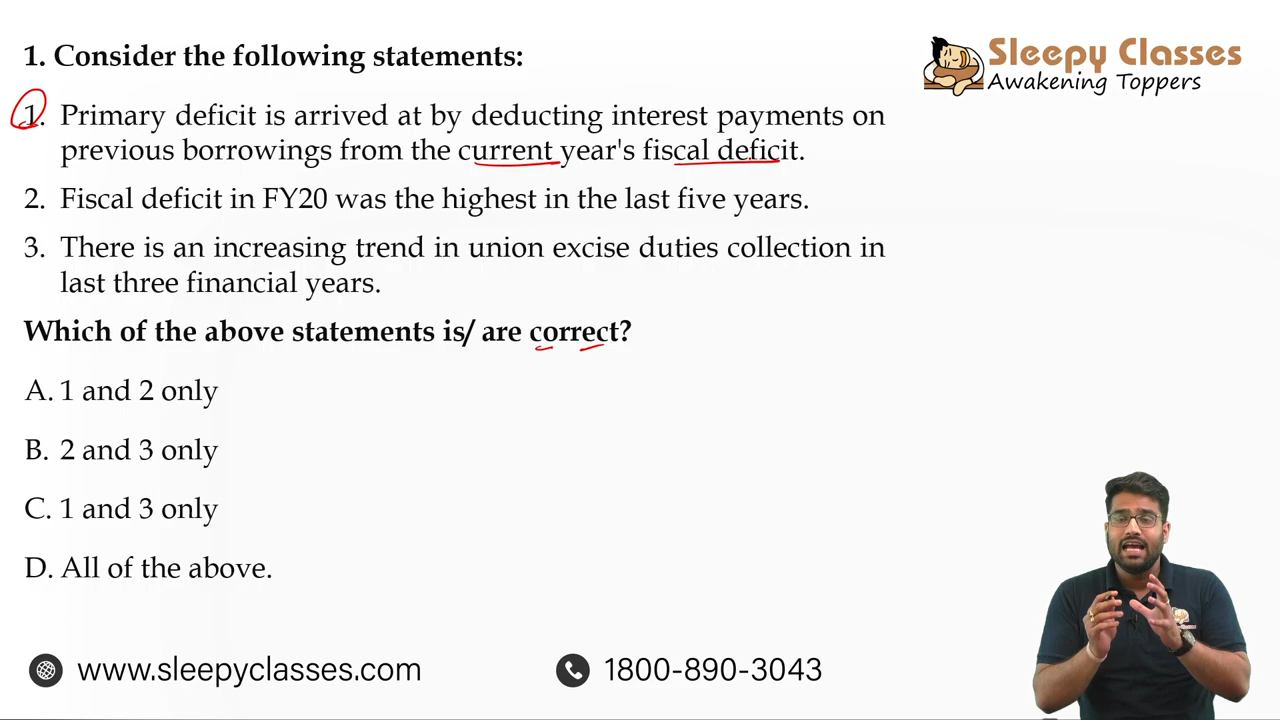 1. Consider the following statements:
Sleepy Classes
Awakening Toppers
1. Primary deficit is arrived at by deducting interest payments on
previous borrowings from the current year's fiscal deficit.
2. Fiscal deficit in FY20 was the highest in the last five years.
3. There is an increasing trend in union excise duties collection in
last three financial years.
Which of the above statements is/ are correct?
A. 1 and 2 only
B. 2 and 3 only
C. 1 and 3 only
D. All of the above.
www.sleepyclasses.com
1800-890-3043